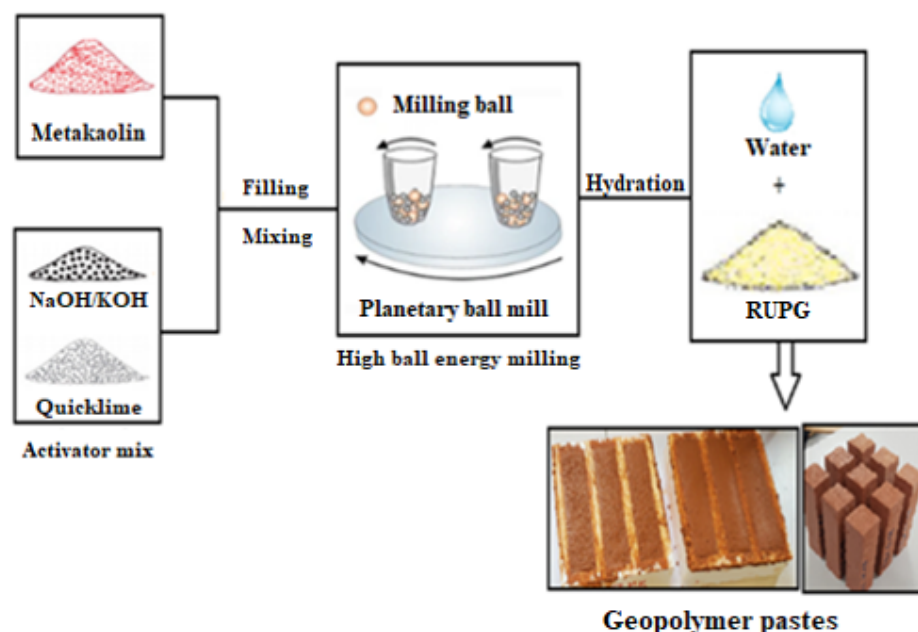 Metakaolin
NaOH/KOH
Quicklime
Activator mix
Filling
Mixing
Milling ball
Planetary ball mill
High ball energy milling
Hydration
Water
+
RUPG
Geopolymer pastes